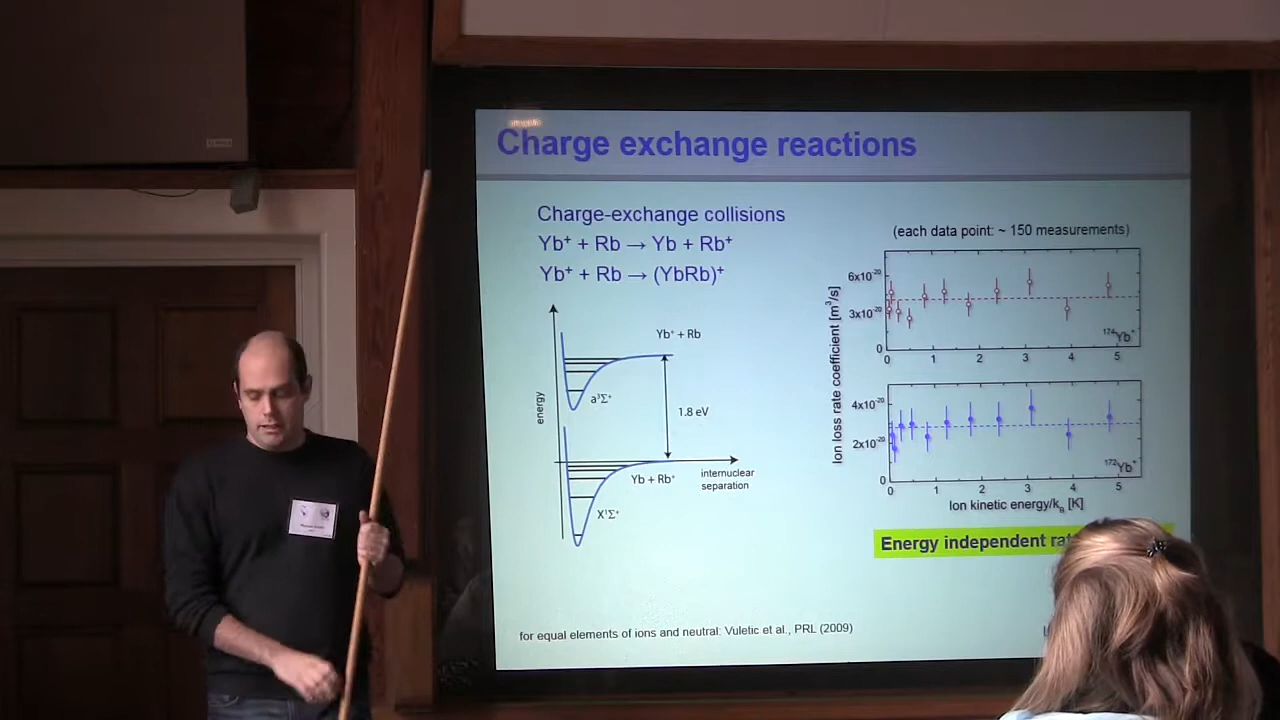 Charge exchange reactions
Charge-exchange collisions
Yb⁺ + Rb → Yb + Rb⁺
Yb⁺ + Rb → (YbRb)⁺
energy
Yb⁺ + Rb
a³Σ⁺
1.8 eV
Yb + Rb⁺
internuclear
separation
X¹Σ⁺
(each data point: ~ 150 measurements)
Ion loss rate coefficient [m³/s]
6x10⁻²⁰
3x10⁻²⁰
0
0 1 2 3 4 5
¹⁷⁴Yb⁺
4x10⁻²⁰
2x10⁻²⁰
0
0 1 2 3 4 5
¹⁷²Yb⁺
Ion kinetic energy/k_B [K]
Energy independent
for equal elements of ions and neutral: Vuletic et al., PRL (2009)